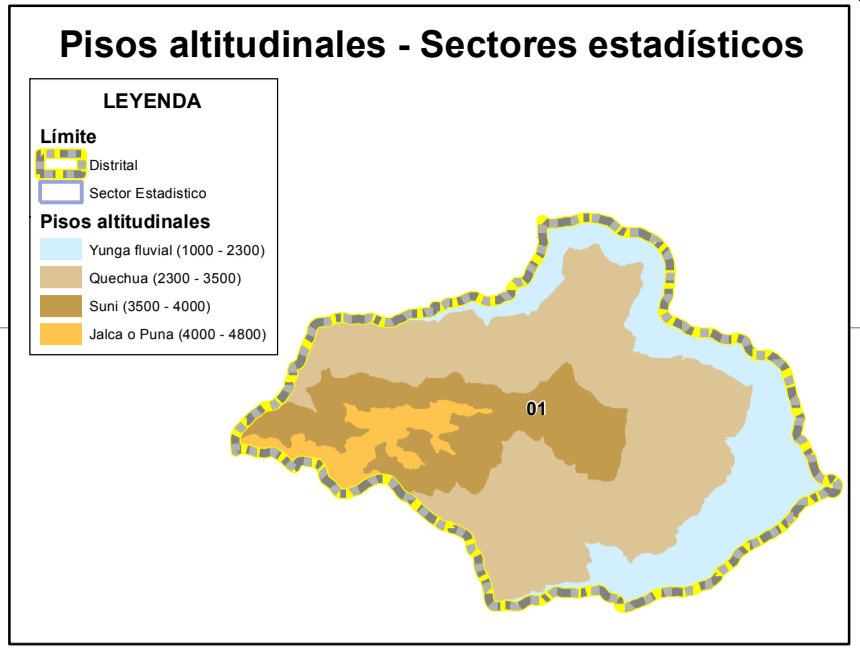 Pisos altitudinales - Sectores estadísticos
LEYENDA
Límite
Distrital
Sector Estadistico
Pisos altitudinales
Yunga fluvial (1000 - 2300)
Quechua (2300 - 3500)
Suni (3500 - 4000)
Jalca o Puna (4000 - 4800)
01